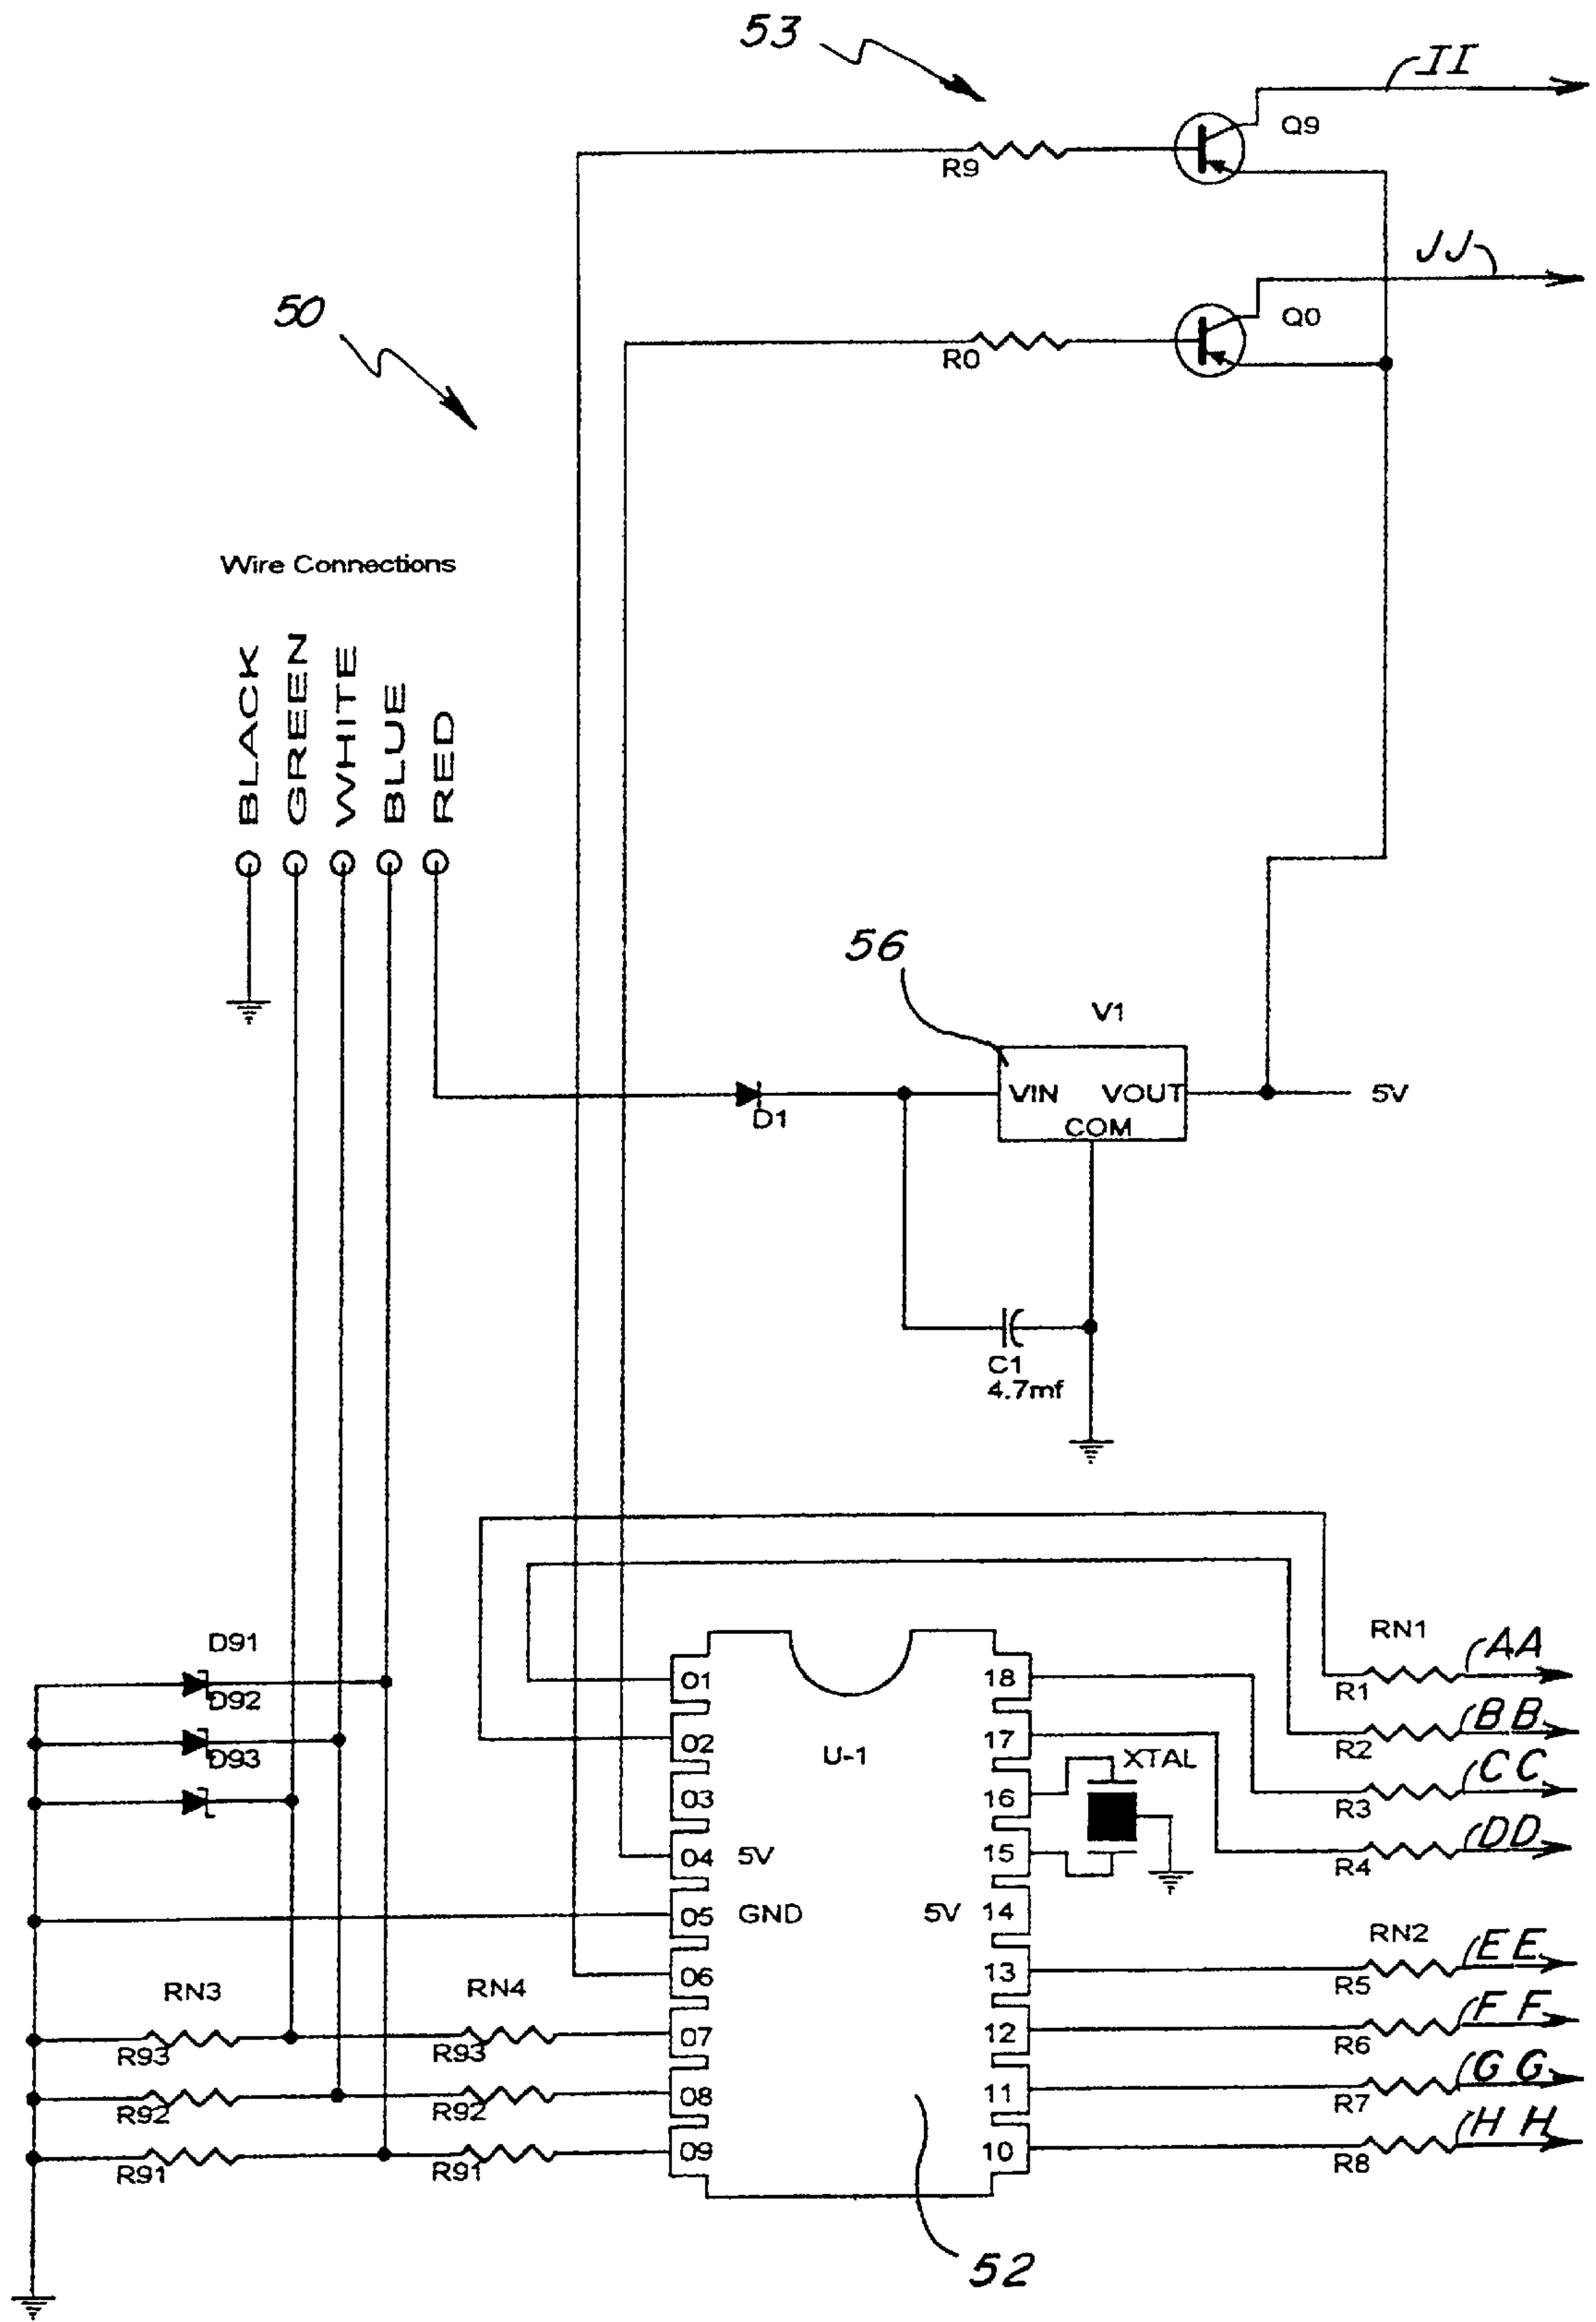 53
II
Q9
R9
JJ
Q0
R0
50
Wire Connections
BLACK
GREEN
WHITE
BLUE
RED
56
V1
VIN VOUT
COM
5V
D1
C1
4.7mf
D91
D92
D93
RN1
AA
R1
BB
R2
CC
R3
DD
R4
01
02
03
04 5V
05 GND
06
07
08
09
U-1
18
17
16
15
5V 14
13
12
11
10
XTAL
RN2
EE
R5
FF
R6
GG
R7
HH
R8
RN3
RN4
R93
R93
R92
R92
R91
R91
52